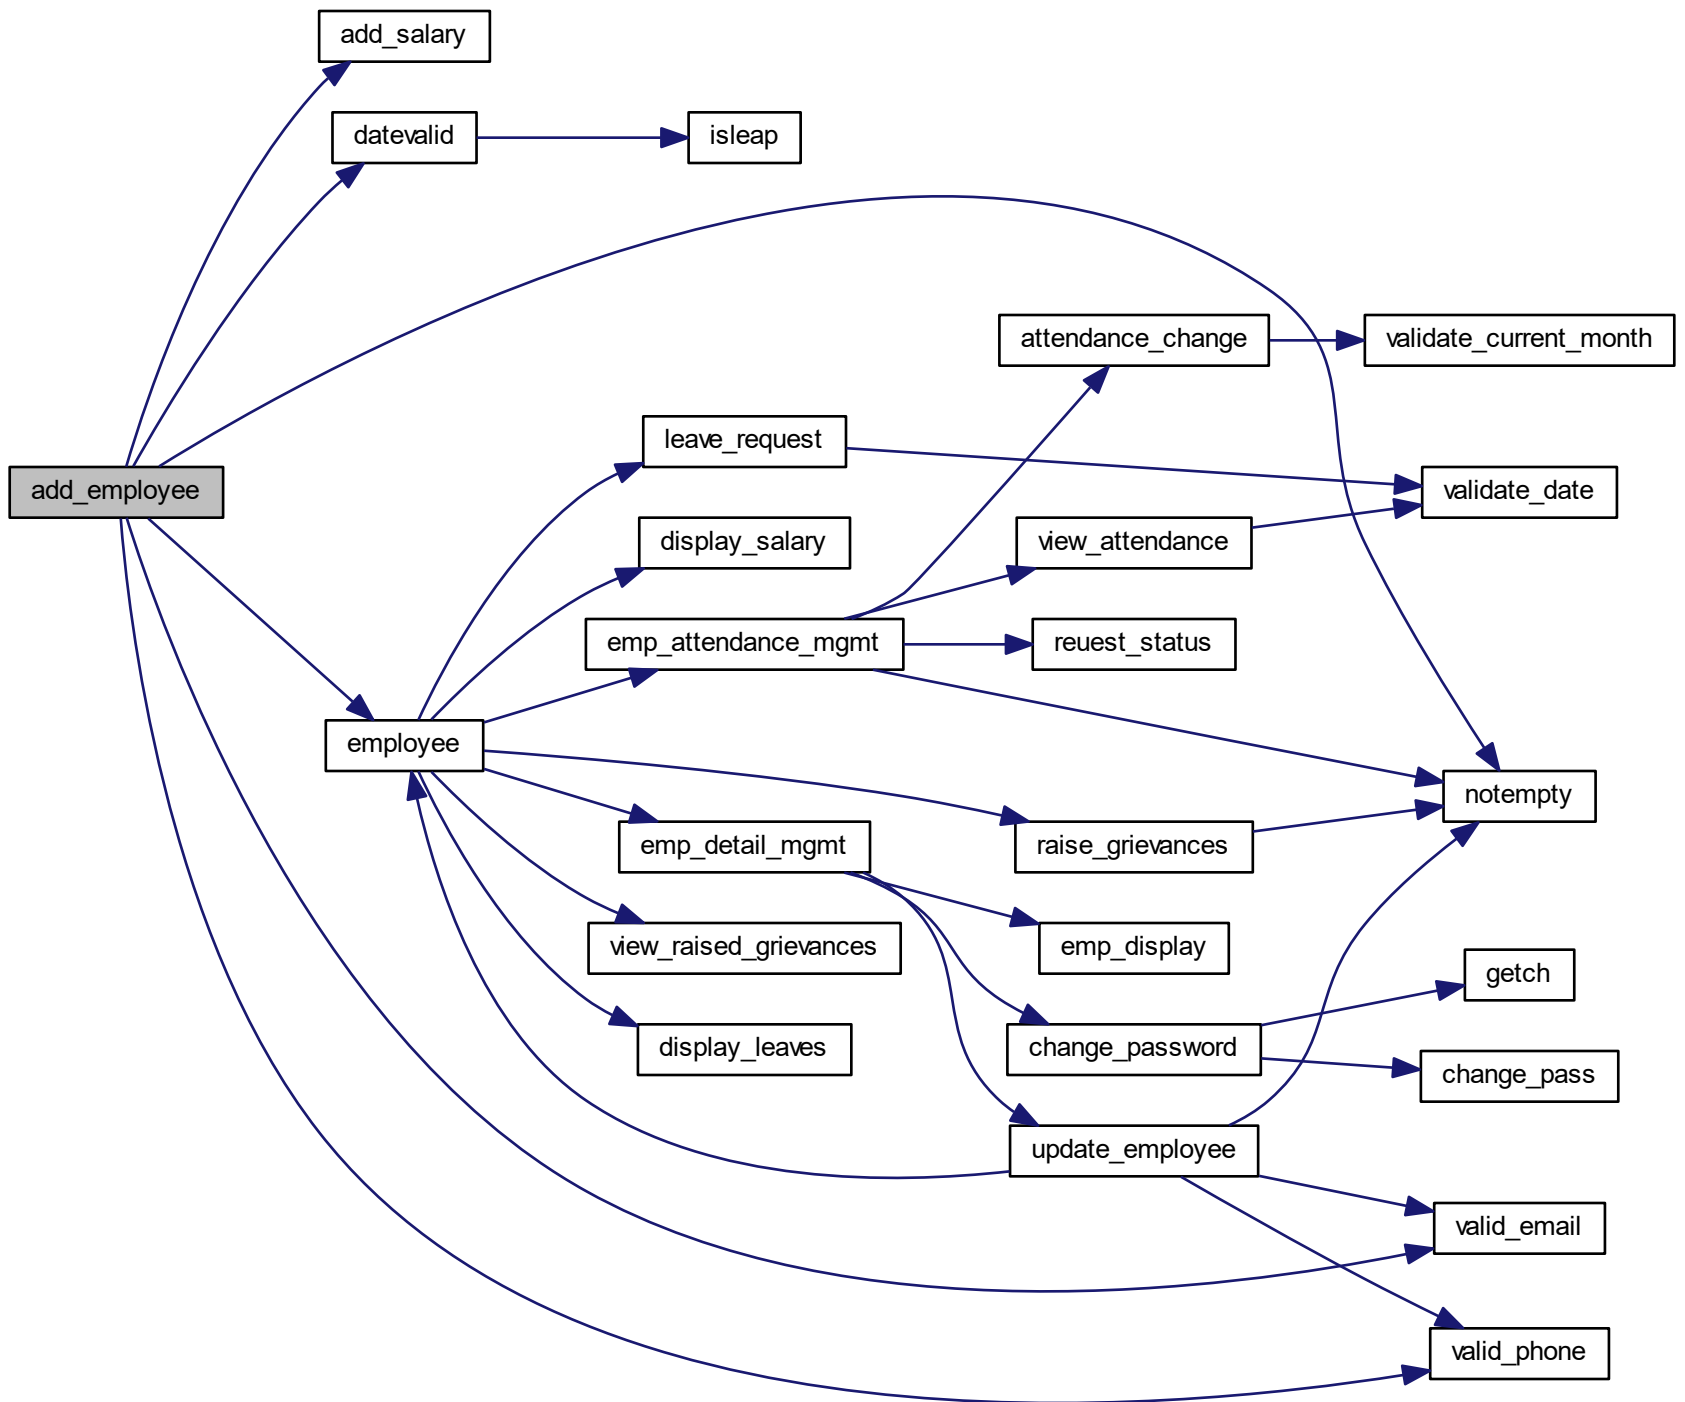 add_salary
datevalid
isleap
attendance_change
validate_current_month
leave_request
add_employee
validate_date
display_salary
view_attendance
emp_attendance_mgmt
reuest_status
employee
notempty
emp_detail_mgmt
raise_grievances
view_raised_grievances
emp_display
getch
display_leaves
change_password
change_pass
update_employee
valid_email
valid_phone